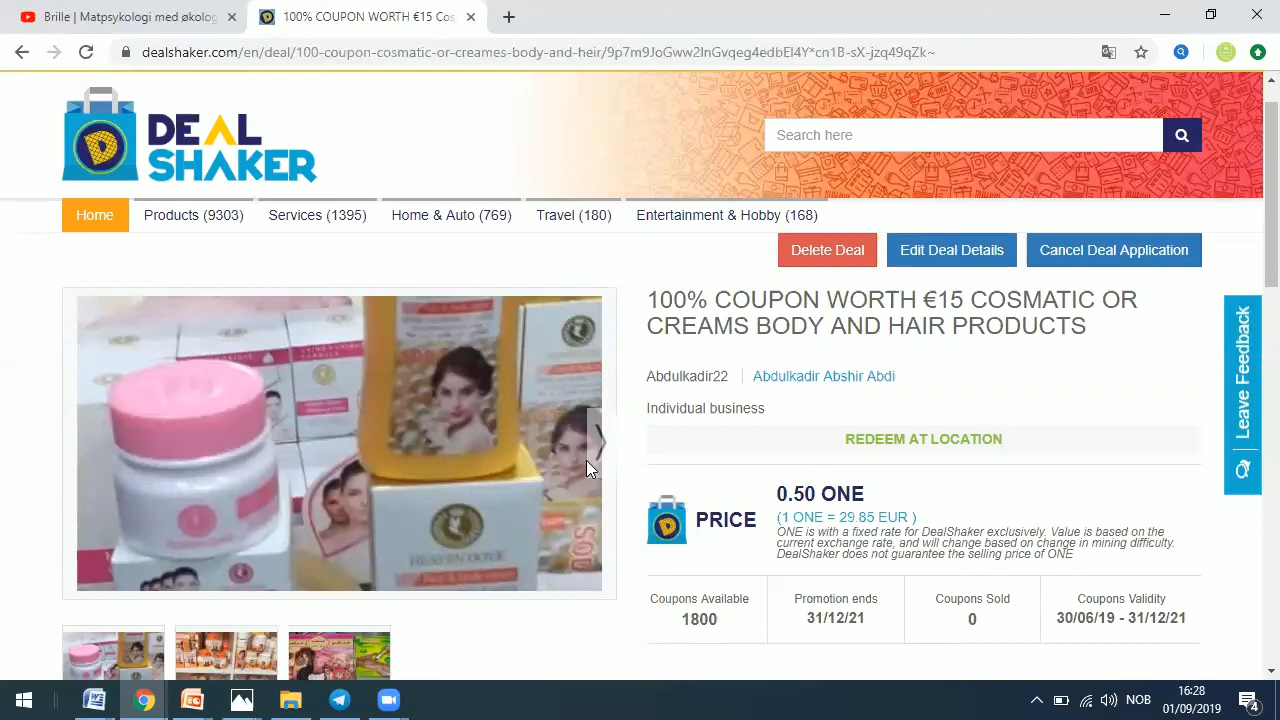 Brille | Matpsykologi med økolog
100% COUPON WORTH €15 Cos
dealshaker.com/en/deal/100-coupon-cosmatic-or-creames-body-and-heir/9p7m9JoGww2InGvqeg4edbEl4Y*cn1B-sX-jzq49qZk~
DEAL
SHAKER
Search here
Home
Products (9303)
Services (1395)
Home & Auto (769)
Travel (180)
Entertainment & Hobby (168)
Delete Deal
Edit Deal Details
Cancel Deal Application
100% COUPON WORTH €15 COSMATIC OR
CREAMS BODY AND HAIR PRODUCTS
Abdulkadir22
Abdulkadir Abshir Abdi
Individual business
REDEEM AT LOCATION
PRICE
0.50 ONE
(1 ONE = 29.85 EUR )
ONE is with a fixed rate for DealShaker exclusively. Value is based on the
current exchange rate, and will change based on change in mining difficulty.
DealShaker does not guarantee the selling price of ONE
Coupons Available
1800
Promotion ends
31/12/21
Coupons Sold
0
Coupons Validity
30/06/19 - 31/12/21
Leave Feedback
HEAVEN DOVE
NOB
16:28
01/09/2019
4